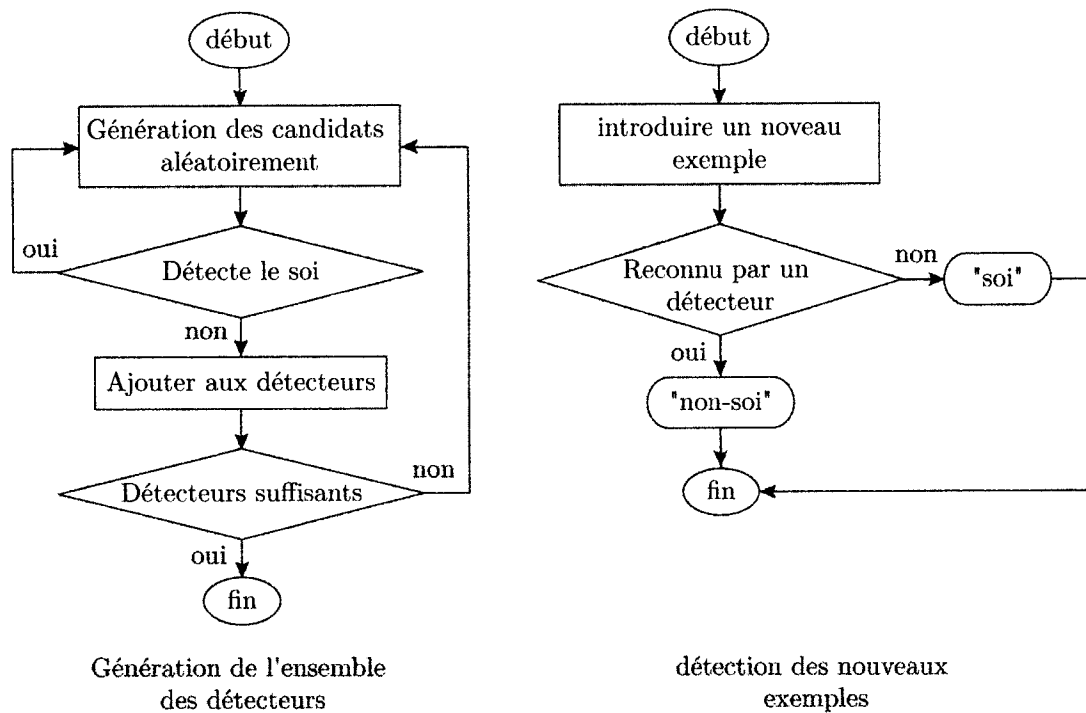 début
Génération des candidats
aléatoirement
oui
Détecte le soi
non
Ajouter aux détecteurs
Détecteurs suffisants
non
oui
fin
Génération de l'ensemble
des détecteurs
début
introduire un noveau
exemple
Reconnu par un
détecteur
non
"soi"
oui
"non-soi"
fin
détection des nouveaux
exemples